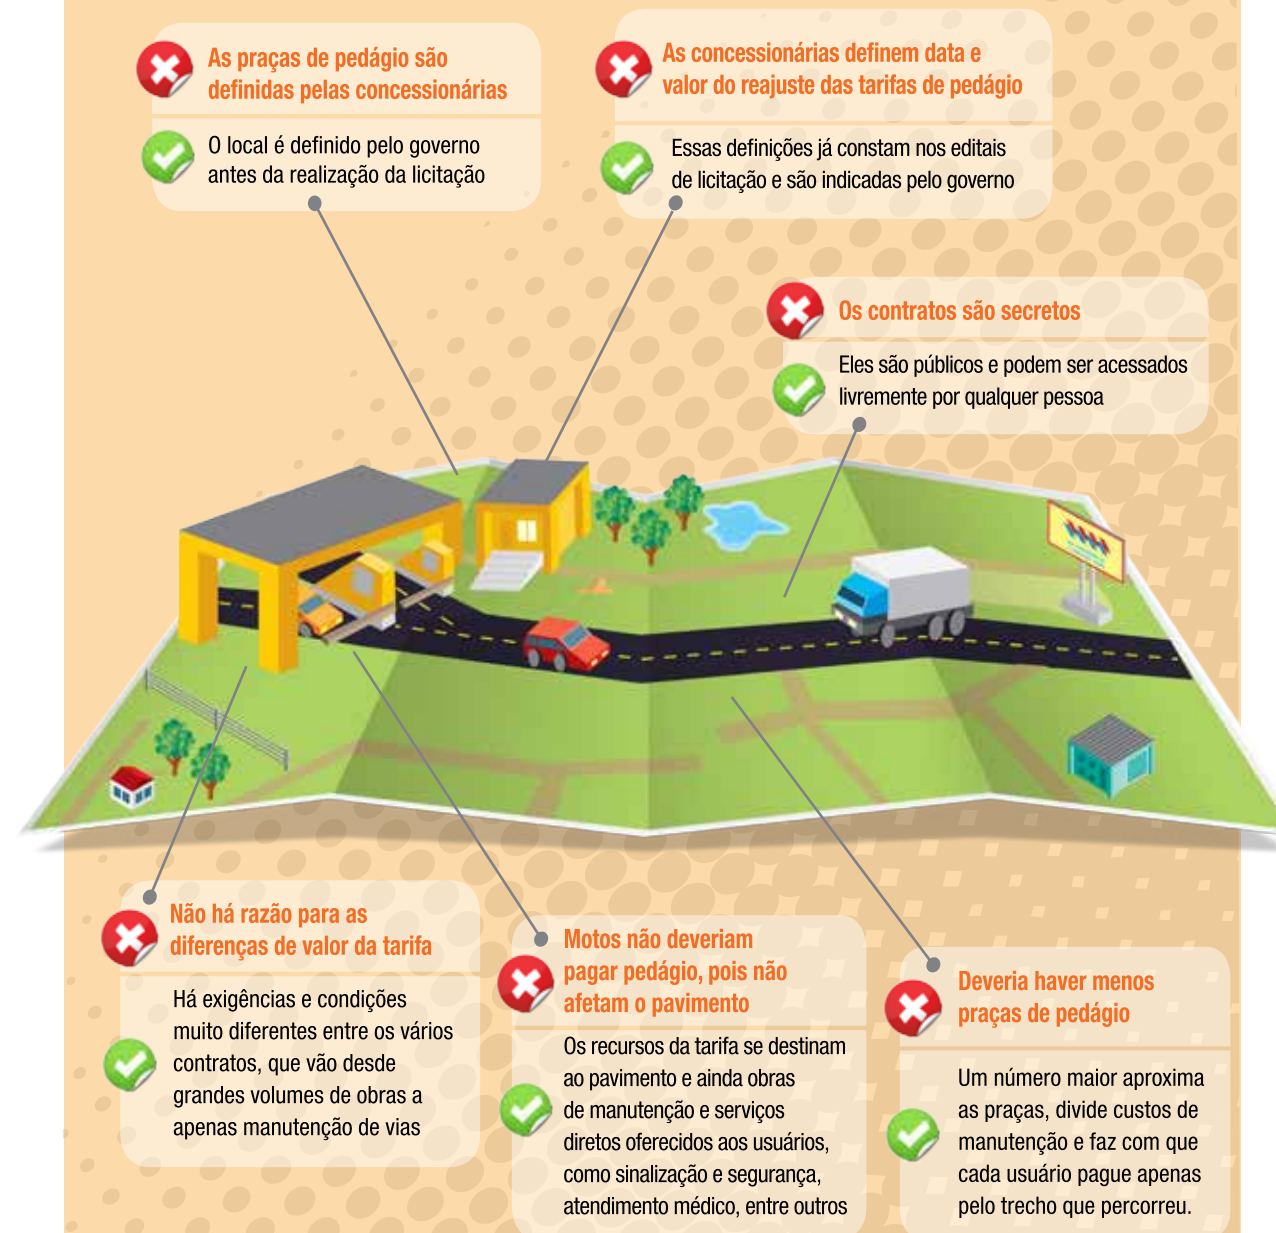 As praças de pedágio são
definidas pelas concessionárias
O local é definido pelo governo
antes da realização da licitação
As concessionárias definem data e
valor do reajuste das tarifas de pedágio
Essas definições já constam nos editais
de licitação e são indicadas pelo governo
Os contratos são secretos
Eles são públicos e podem ser acessados
livremente por qualquer pessoa
Não há razão para as
diferenças de valor da tarifa
Há exigências e condições
muito diferentes entre os vários
contratos, que vão desde
grandes volumes de obras a
apenas manutenção de vias
Motos não deveriam
pagar pedágio, pois não
afetam o pavimento
Os recursos da tarifa se destinam
ao pavimento e ainda obras
de manutenção e serviços
diretos oferecidos aos usuários,
como sinalização e segurança,
atendimento médico, entre outros
Deveria haver menos
praças de pedágio
Um número maior aproxima
as praças, divide custos de
manutenção e faz com que
cada usuário pague apenas
pelo trecho que percorreu.